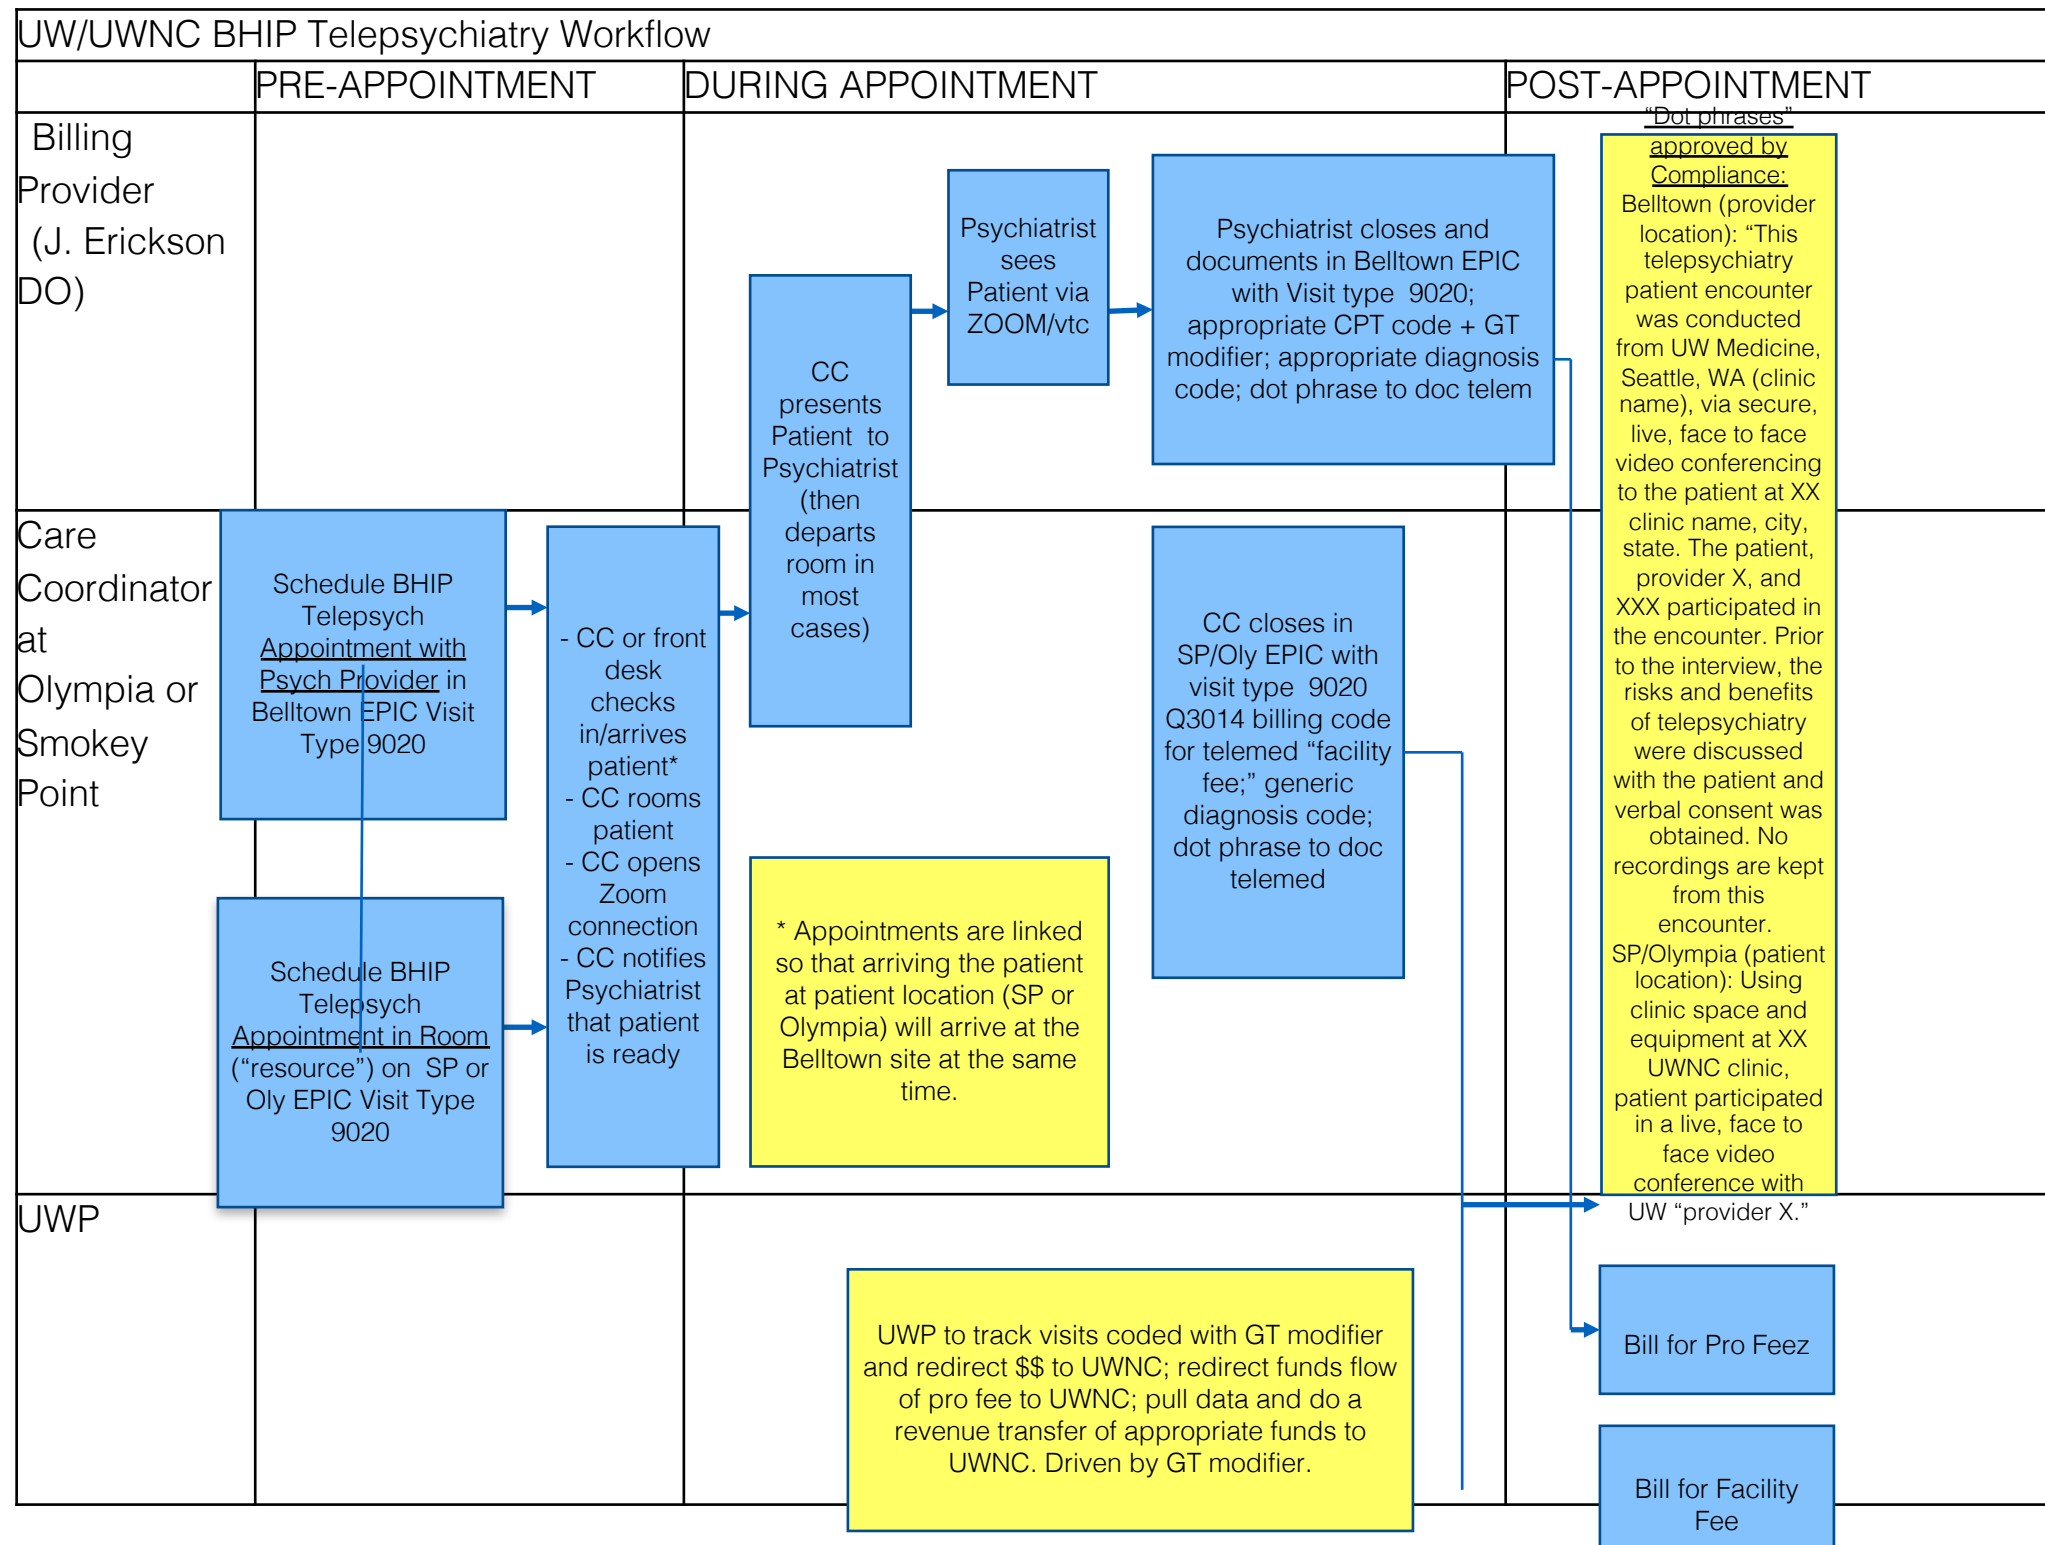 UW/UWNC BHIP Telepsychiatry Workflow
PRE-APPOINTMENT
DURING APPOINTMENT
POST-APPOINTMENT
Billing
Provider
(J. Erickson
DO)
CC
presents
Patient to
Psychiatrist
(then
departs
room in
most
cases)
Psychiatrist
sees
Patient via
ZOOM/vtc
Psychiatrist closes and
documents in Belltown EPIC
with Visit type 9020;
appropriate CPT code + GT
modifier; appropriate diagnosis
code; dot phrase to doc telem
“Dot phrases”
approved by
Compliance:
Belltown (provider
location): “This
telepsychiatry
patient encounter
was conducted
from UW Medicine,
Seattle, WA (clinic
name), via secure,
live, face to face
video conferencing
to the patient at XX
clinic name, city,
state. The patient,
provider X, and
XXX participated in
the encounter. Prior
to the interview, the
risks and benefits
of telepsychiatry
were discussed
with the patient and
verbal consent was
obtained. No
recordings are kept
from this
encounter.
SP/Olympia (patient
location): Using
clinic space and
equipment at XX
UWNC clinic,
patient participated
in a live, face to
face video
conference with
UW “provider X.”
Care
Coordinator
at
Olympia or
Smokey
Point
Schedule BHIP
Telepsych
Appointment with
Psych Provider in
Belltown EPIC Visit
Type 9020
Schedule BHIP
Telepsych
Appointment in Room
(“resource”) on SP or
Oly EPIC Visit Type
9020
- CC or front
desk
checks
in/arrives
patient*
- CC rooms
patient
- CC opens
Zoom
connection
- CC notifies
Psychiatrist
that patient
is ready
* Appointments are linked
so that arriving the patient
at patient location (SP or
Olympia) will arrive at the
Belltown site at the same
time.
CC closes in
SP/Oly EPIC with
visit type 9020
Q3014 billing code
for telemed “facility
fee;” generic
diagnosis code;
dot phrase to doc
telemed
UWP
UWP to track visits coded with GT modifier
and redirect $$ to UWNC; redirect funds flow
of pro fee to UWNC; pull data and do a
revenue transfer of appropriate funds to
UWNC. Driven by GT modifier.
Bill for Pro Feez
Bill for Facility
Fee